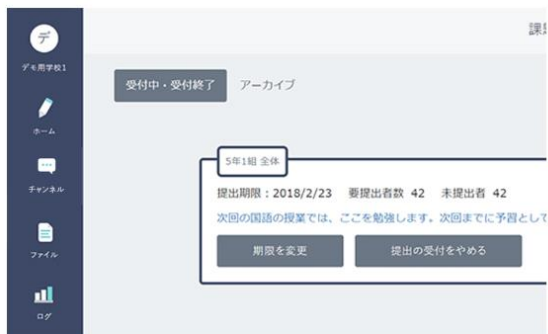 デ
デモ用学校1
ホーム
チャンネル
ファイル
ログ
課題
受付中・受付終了 アーカイブ
5年1組 全体
提出期限：2018/2/23 要提出者数 42 未提出者 42
次回の国語の授業では、ここを勉強します。次回までに予習として
期限を変更 提出の受付をやめる